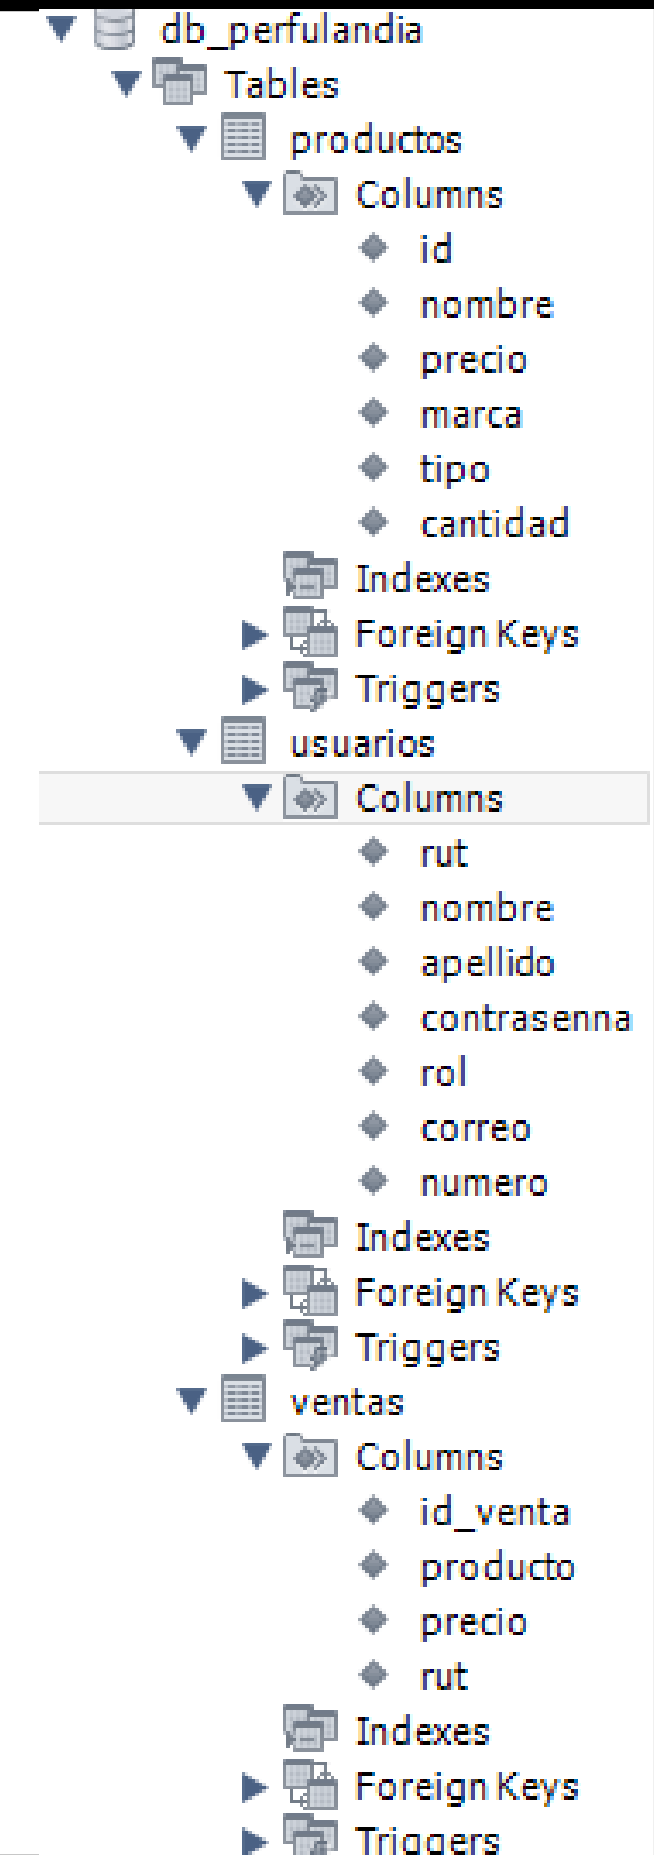 db_perfulandia
Tables
productos
Columns
id
nombre
precio
marca
tipo
cantidad
Indexes
Foreign Keys
Triggers
usuarios
Columns
rut
nombre
apellido
contrasenna
rol
correo
numero
Indexes
Foreign Keys
Triggers
ventas
Columns
id_venta
producto
precio
rut
Indexes
Foreign Keys
Triggers